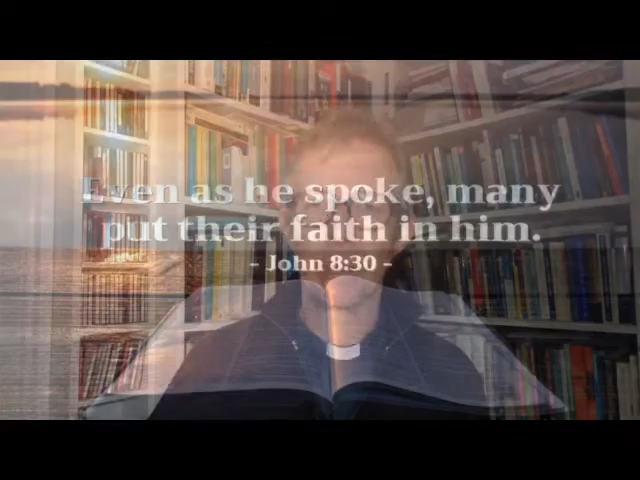 Even as he spoke, many
put their faith in him.
- John 8:30 -